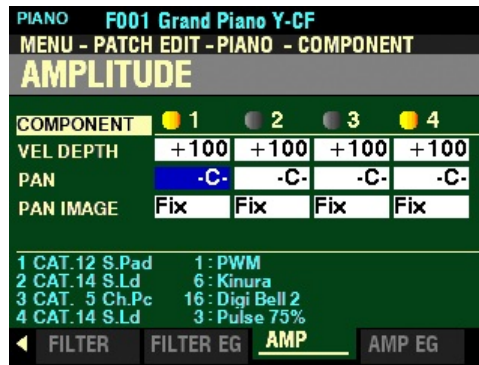 PIANO F001 Grand Piano Y-CF
MENU - PATCH EDIT - PIANO - COMPONENT
AMPLITUDE
COMPONENT 1 2 3 4
VEL DEPTH +100 +100 +100 +100
PAN -C- -C- -C- -C-
PAN IMAGE Fix Fix Fix Fix
1 CAT.12 S.Pad 1: PWM
2 CAT.14 S.Ld 6: Kinura
3 CAT. 5 Ch.Pc 16: Digi Bell 2
4 CAT.14 S.Ld 3: Pulse 75%
FILTER FILTER EG AMP AMP EG